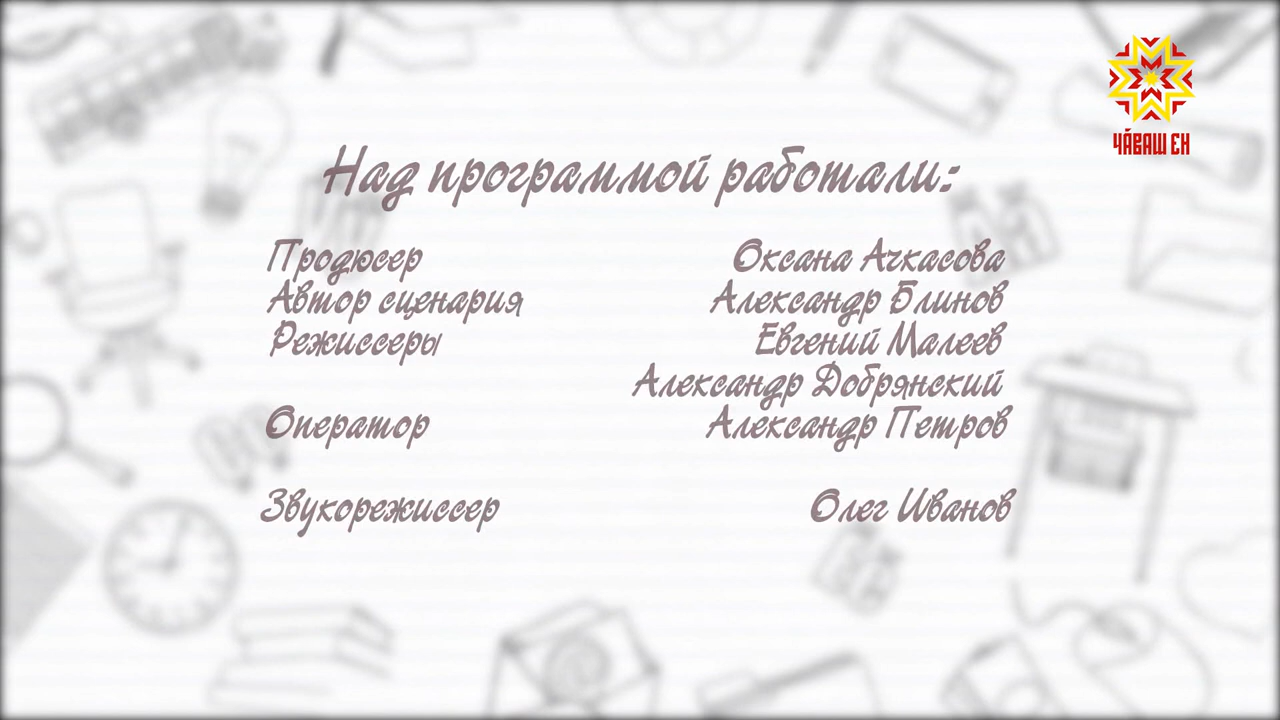 ЧĂВАШ ЕН
Над программой работали:
Продюсер Оксана Ачкасова
Автор сценария Александр Блинов
Режиссеры Евгений Малеев
Александр Добрянский
Оператор Александр Петров
Звукорежиссер Олег Иванов